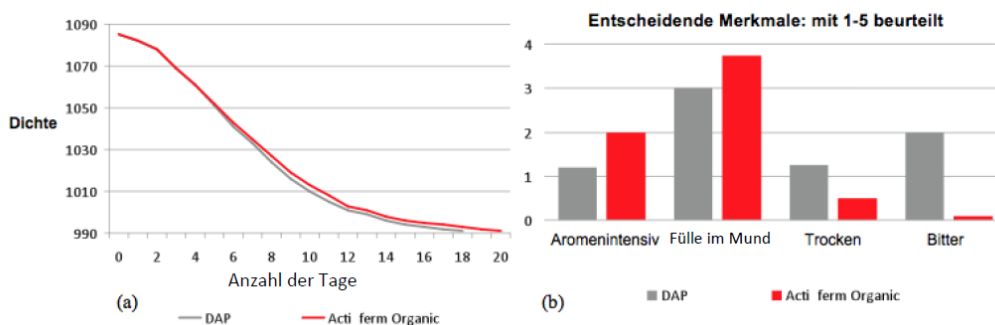 1090
1070
1050
1030
1010
990
Dichte
0 2 4 6 8 10 12 14 16 18 20
Anzahl der Tage
(a)
DAP Acti ferm Organic
Entscheidende Merkmale: mit 1-5 beurteilt
4
3
2
1
0
Aromenintensiv Fülle im Mund Trocken Bitter
(b)
DAP Acti ferm Organic